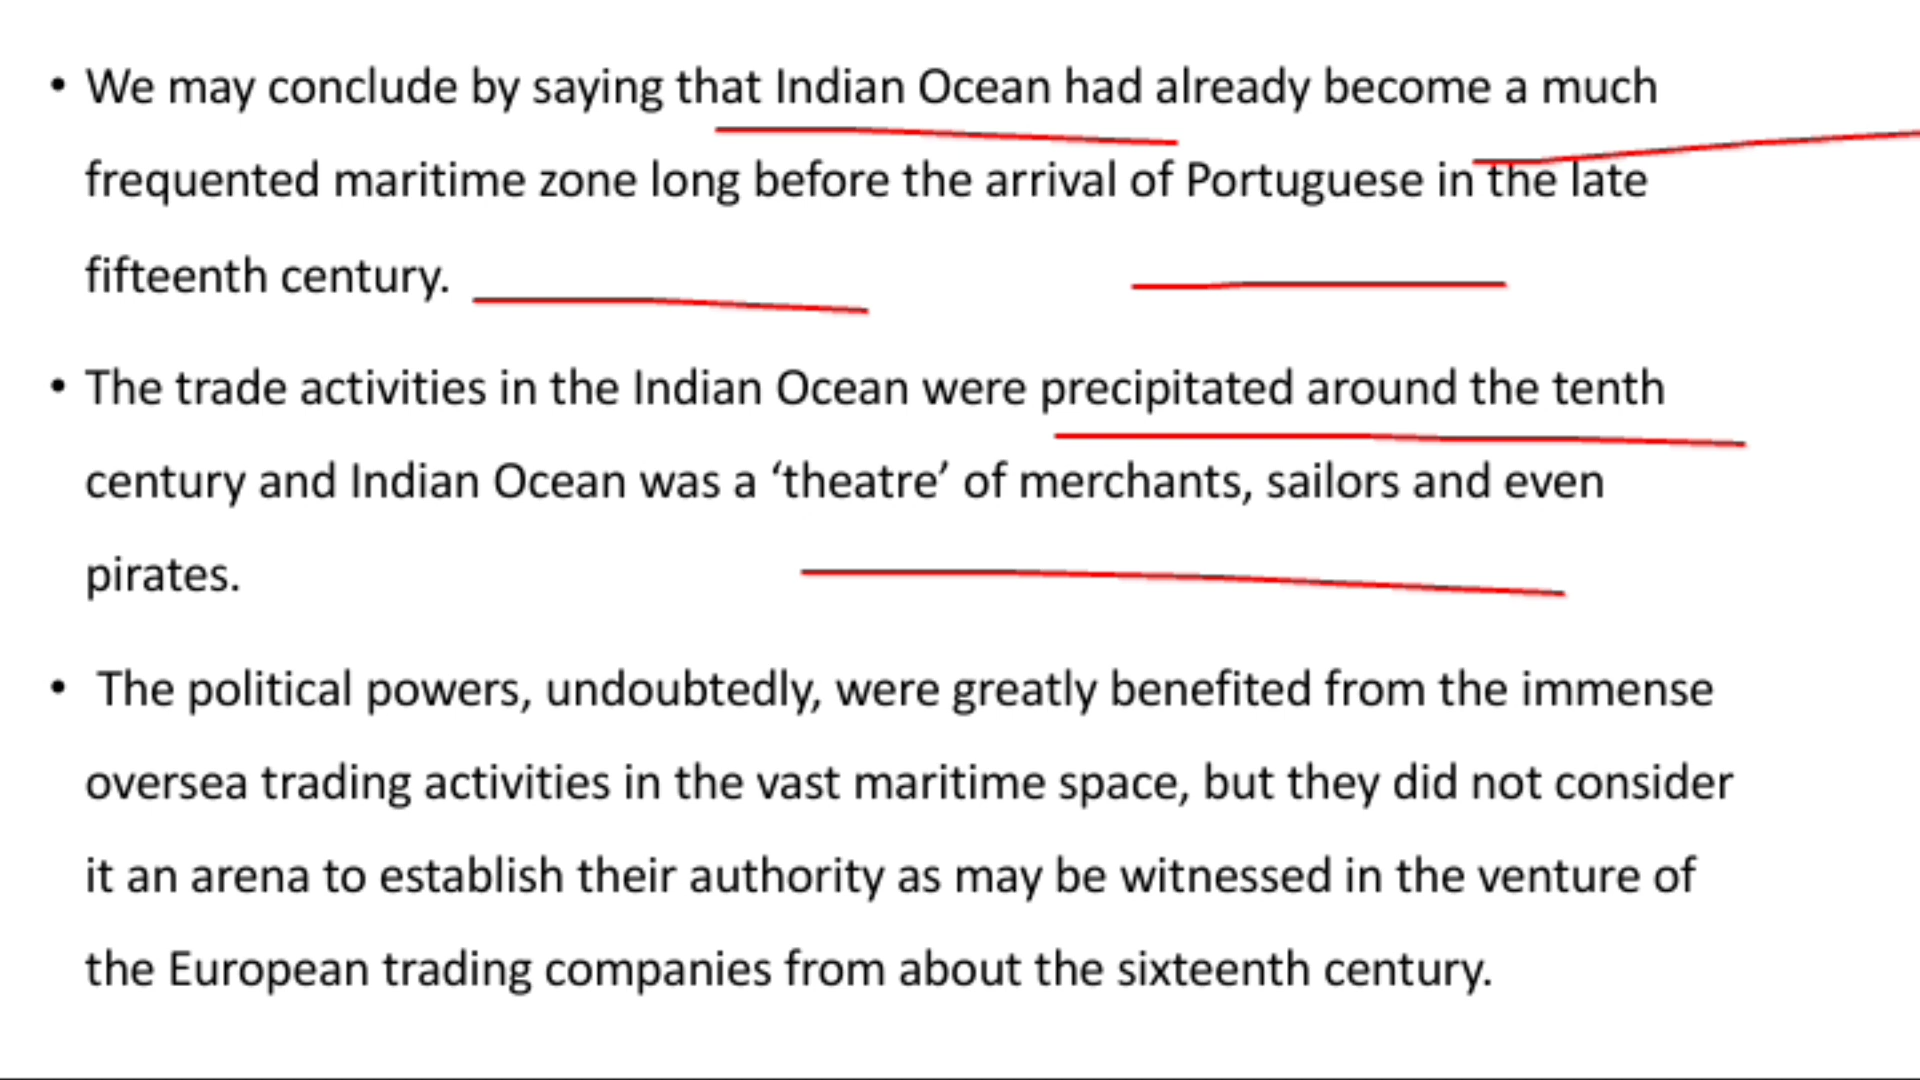 • We may conclude by saying that Indian Ocean had already become a much
frequented maritime zone long before the arrival of Portuguese in the late
fifteenth century.
• The trade activities in the Indian Ocean were precipitated around the tenth
century and Indian Ocean was a ‘theatre’ of merchants, sailors and even
pirates.
• The political powers, undoubtedly, were greatly benefited from the immense
oversea trading activities in the vast maritime space, but they did not consider
it an arena to establish their authority as may be witnessed in the venture of
the European trading companies from about the sixteenth century.